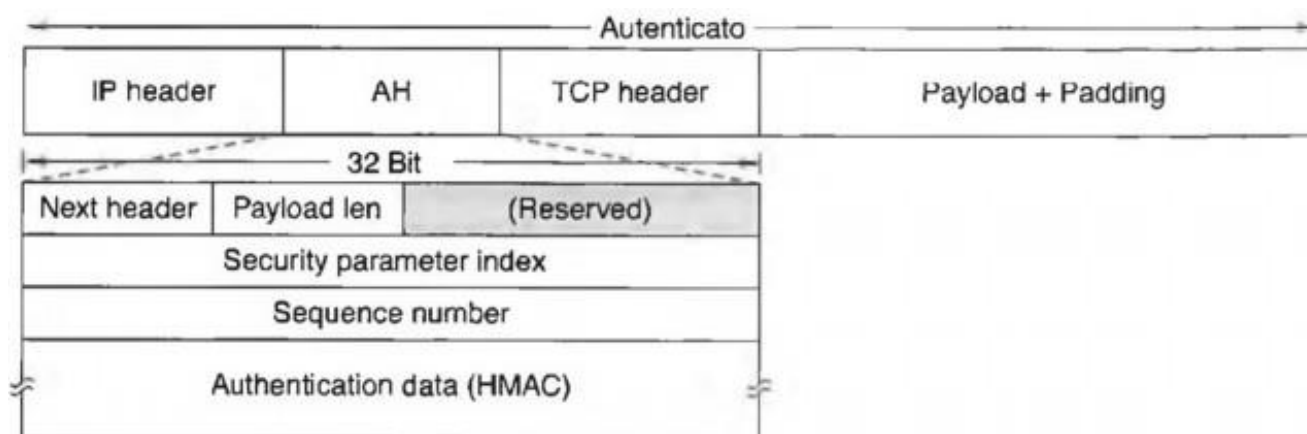 Autenticato
IP header AH TCP header Payload + Padding
32 Bit
Next header Payload len (Reserved)
Security parameter index
Sequence number
Authentication data (HMAC)